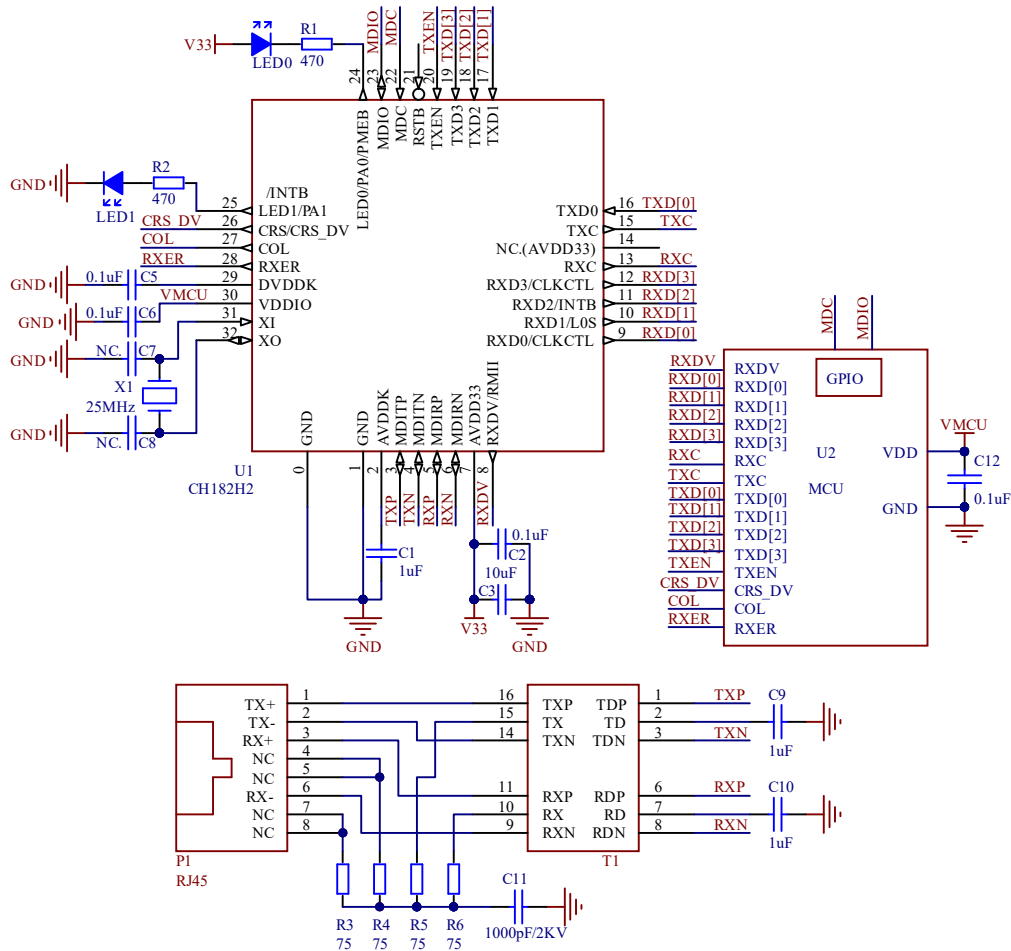 MDIO
MDC
TXEN
TXD[3]
TXD[2]
TXD[1]
V33
LED0
R1
470
24
23
22
21
20
19
18
17
LED0/PA0/PMEB
MDIO
MDC
RSTB
TXEN
TXD3
TXD2
TXD1
GND
LED1
R2
470
/INTB
25 LED1/PA1
CRS_DV 26 CRS/CRS_DV
COL 27 COL
RXER 28 RXER
GND 0.1uF C5 29 DVDDK
VMCU 30 VDDIO
GND 0.1uF C6 31 XI
32 XO
GND NC. C7
X1
25MHz
GND NC. C8
TXD0 16 TXD[0]
TXC 15 TXC
NC.(AVDD33) 14
RXC 13 RXC
RXD3/CLKCTL 12 RXD[3]
RXD2/INTB 11 RXD[2]
RXD1/L0S 10 RXD[1]
RXD0/CLKCTL 9 RXD[0]
GND
GND
AVDDK
MDITP
MDITN
MDIRP
MDIRN
AVDD33
RXDV/RMII
0
1
2
3
4
5
6
7
8
U1
CH182H2
TXP
TXN
RXP
RXN
RXDV
C1
1uF
0.1uF
C2
10uF
C3
GND
V33
GND
MDC
MDIO
GPIO
RXDV RXDV
RXD[0] RXD[0]
RXD[1] RXD[1]
RXD[2] RXD[2]
RXD[3] RXD[3]
RXC RXC
TXC TXC
TXD[0] TXD[0]
TXD[1] TXD[1]
TXD[2] TXD[2]
TXD[3] TXD[3]
TXEN TXEN
CRS_DV CRS_DV
COL COL
RXER RXER
U2
MCU
VDD
GND
VMCU
C12
0.1uF
TX+ 1
TX- 2
RX+ 3
NC 4
NC 5
RX- 6
NC 7
NC 8
P1
RJ45
16 TXP
15 TX
14 TXN
11 RXP
10 RX
9 RXN
TDP 1 TXP
TD 2
TDN 3 TXN
RDP 6 RXP
RD 7
RDN 8 RXN
T1
C9
1uF
C10
1uF
R3
75
R4
75
R5
75
R6
75
C11
1000pF/2KV